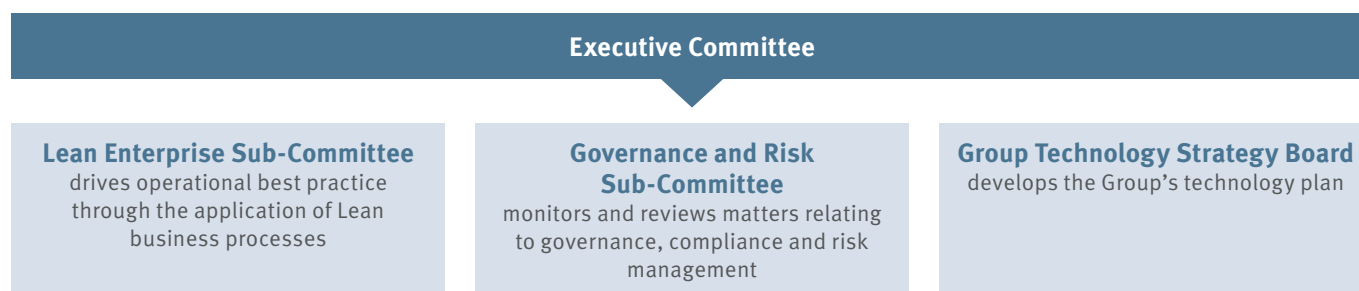 Executive Committee
Lean Enterprise Sub-Committee
drives operational best practice
through the application of Lean
business processes
Governance and Risk
Sub-Committee
monitors and reviews matters relating
to governance, compliance and risk
management
Group Technology Strategy Board
develops the Group’s technology plan